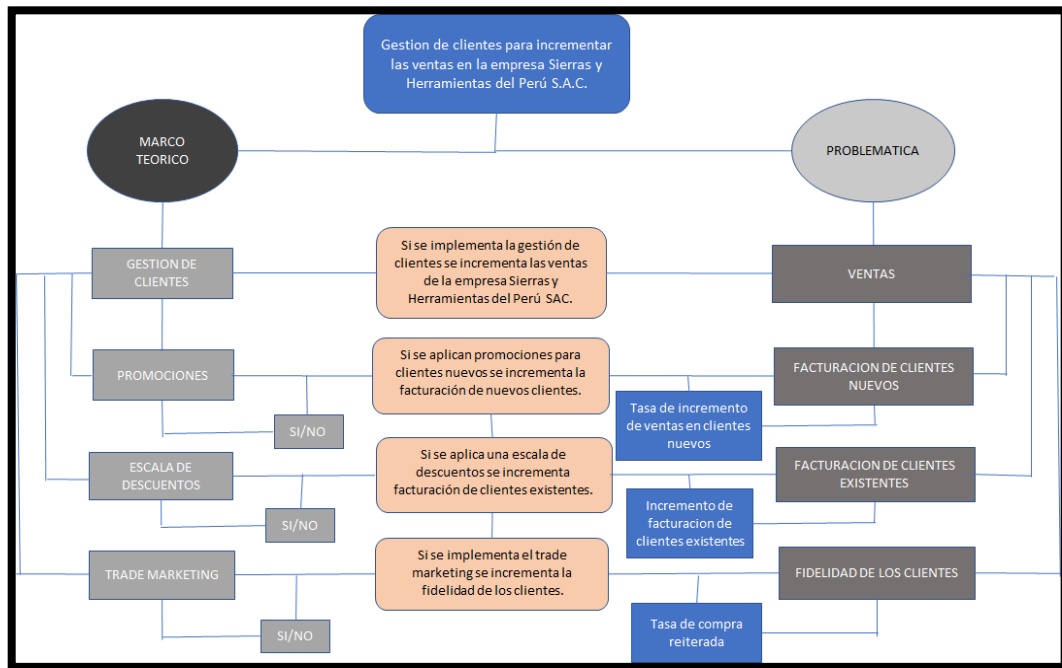 Gestion de clientes para incrementar
las ventas en la empresa Sierras y
Herramientas del Perú S.A.C.
MARCO
TEORICO
PROBLEMATICA
GESTION DE
CLIENTES
Si se implementa la gestión de
clientes se incrementa las ventas
de la empresa Sierras y
Herramientas del Perú SAC.
VENTAS
PROMOCIONES
Si se aplican promociones para
clientes nuevos se incrementa la
facturación de nuevos clientes.
FACTURACION DE CLIENTES
NUEVOS
SI/NO
Tasa de incremento
de ventas en clientes
nuevos
ESCALA DE
DESCUENTOS
Si se aplica una escala de
descuentos se incrementa
facturación de clientes existentes.
FACTURACION DE CLIENTES
EXISTENTES
SI/NO
Incremento de
facturacion de
clientes existentes
TRADE MARKETING
Si se implementa el trade
marketing se incrementa la
fidelidad de los clientes.
FIDELIDAD DE LOS CLIENTES
SI/NO
Tasa de compra
reiterada